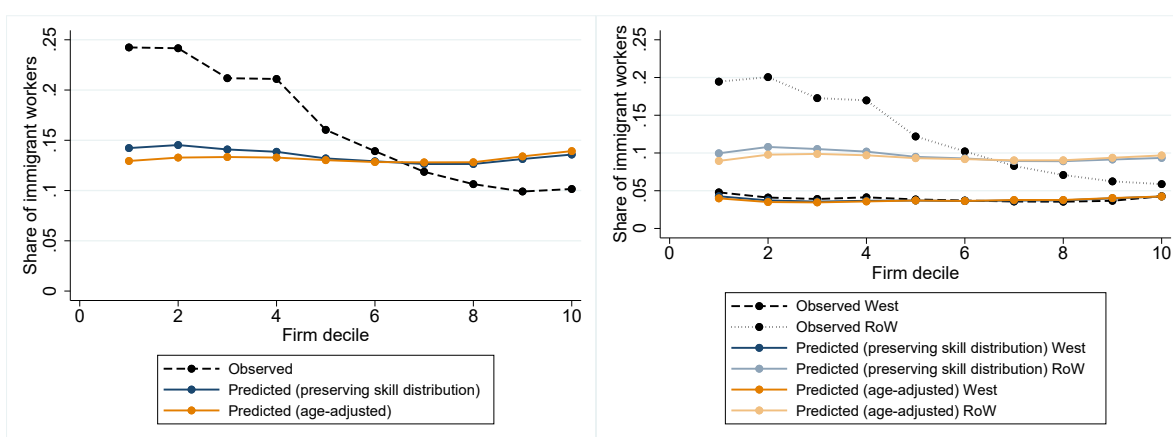 Share of immigrant workers
.25
.2
.15
.1
.05
0
0 2 4 6 8 10
Firm decile
Observed
Predicted (preserving skill distribution)
Predicted (age-adjusted)
Share of immigrant workers
.25
.2
.15
.1
.05
0
0 2 4 6 8 10
Firm decile
Observed West
Observed RoW
Predicted (preserving skill distribution) West
Predicted (preserving skill distribution) RoW
Predicted (age-adjusted) West
Predicted (age-adjusted) RoW